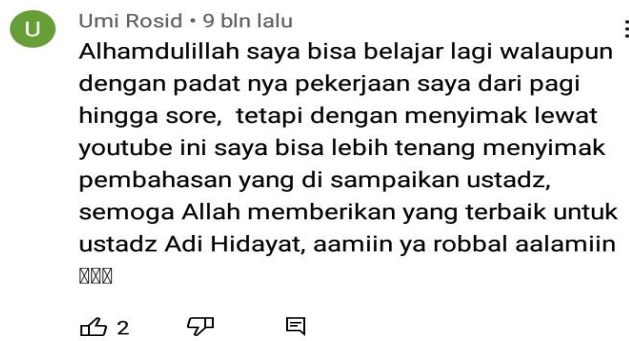 U
Umi Rosid • 9 bln lalu
Alhamdulillah saya bisa belajar lagi walaupun
dengan padat nya pekerjaan saya dari pagi
hingga sore, tetapi dengan menyimak lewat
youtube ini saya bisa lebih tenang menyimak
pembahasan yang di sampaikan ustadz,
semoga Allah memberikan yang terbaik untuk
ustadz Adi Hidayat, aamiin ya robbal aalamiin
2